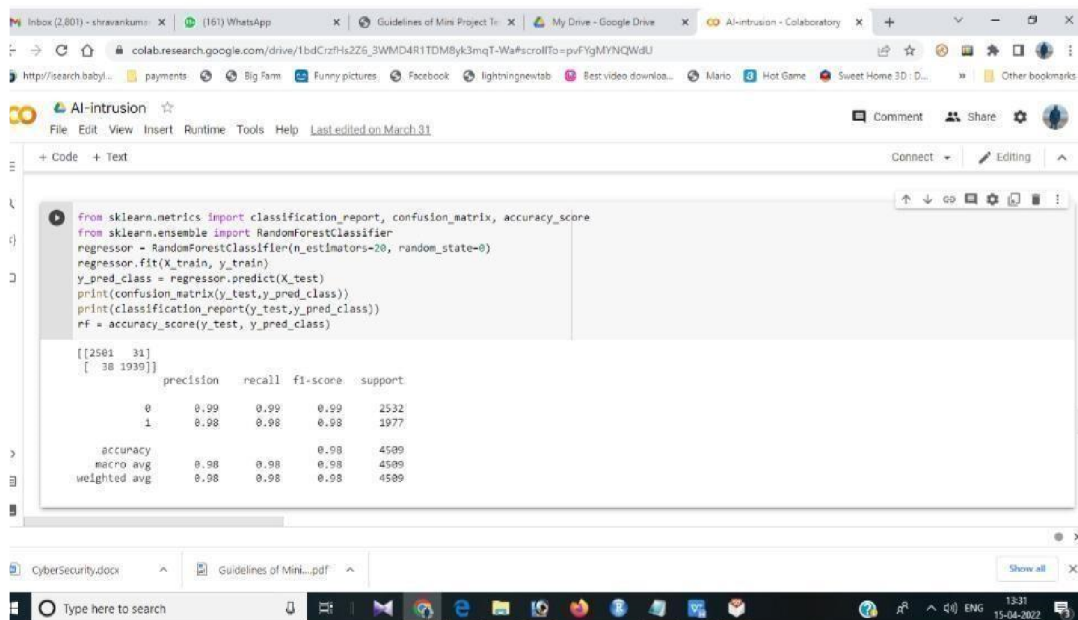 Inbox (2,801) - shravankums
(161) WhatsApp
Guidelines of Mini Project Te
My Drive - Google Drive
AI-intrusion - Colaboratory
colab.research.google.com/drive/1bdCrzfHs2Z6_3WMD4R1TDM8yk3mqT-Wa#scrollTo=pvFYgMYNQWdU
http://isearch.babyl...
payments
Big Farm
Funny pictures
Facebook
lightningnewtab
Best video downloa...
Mario
Hot Game
Sweet Home 3D : D...
Other bookmarks
AI-intrusion
Comment
Share
File Edit View Insert Runtime Tools Help Last edited on March 31
+ Code + Text
Connect
Editing
from sklearn.metrics import classification_report, confusion_matrix, accuracy_score
from sklearn.ensemble import RandomForestClassifier
regressor = RandomForestClassifier(n_estimators=20, random_state=0)
regressor.fit(X_train, y_train)
y_pred_class = regressor.predict(X_test)
print(confusion_matrix(y_test,y_pred_class))
print(classification_report(y_test,y_pred_class))
rf = accuracy_score(y_test, y_pred_class)
[[2501 31]
[ 38 1939]]
precision recall f1-score support
0 0.99 0.99 0.99 2532
1 0.98 0.98 0.98 1977
accuracy 0.98 4509
macro avg 0.98 0.98 0.98 4509
weighted avg 0.98 0.98 0.98 4509
CyberSecurity.docx
Guidelines of Mini....pdf
Show all
Type here to search
ENG
13:31
15-04-2022